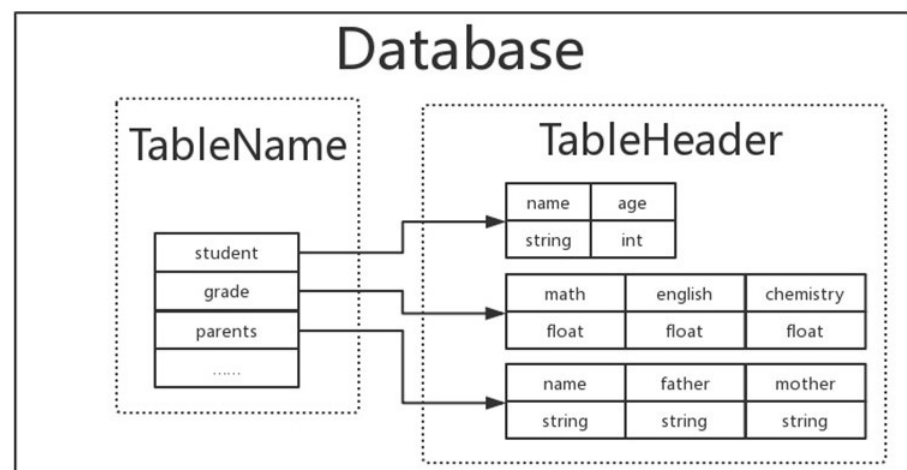 Database
TableName
TableHeader
student
grade
parents
......
name age
string int
math english chemistry
float float float
name father mother
string string string